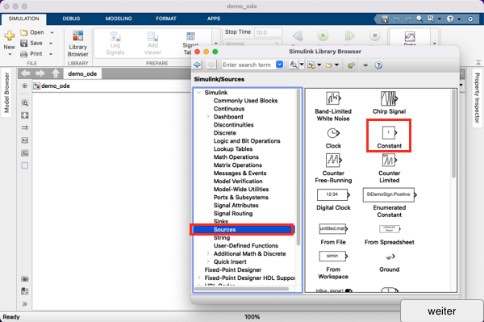 demo_ode
SIMULATION DEBUG MODELING FORMAT APPS
New
Open
Save
Print
FILE
Library
Browser
LIBRARY
Log
Signals
Add
Viewer
Signal
Table
PREPARE
Stop Time 10.0
demo_ode
demo_ode
Model Browser
Property Inspector
Simulink Library Browser
Enter search term
Simulink/Sources
Simulink
Commonly Used Blocks
Continuous
Dashboard
Discontinuities
Discrete
Logic and Bit Operations
Lookup Tables
Math Operations
Matrix Operations
Messages & Events
Model Verification
Model-Wide Utilities
Ports & Subsystems
Signal Attributes
Signal Routing
Sinks
Sources
String
User-Defined Functions
Additional Math & Discrete
Quick Insert
Fixed-Point Designer
Fixed-Point Designer HDL Suppor
HDL Coder
Band-Limited
White Noise
Chirp Signal
Clock
1
Constant
Counter
Free-Running
Counter
Limited
12:34
Digital Clock
SlDemoSign.Positive
Enumerated
Constant
untitled.mat
From File
From Spreadsheet
simin
From
Workspace
Ground
Ready
100%
weiter